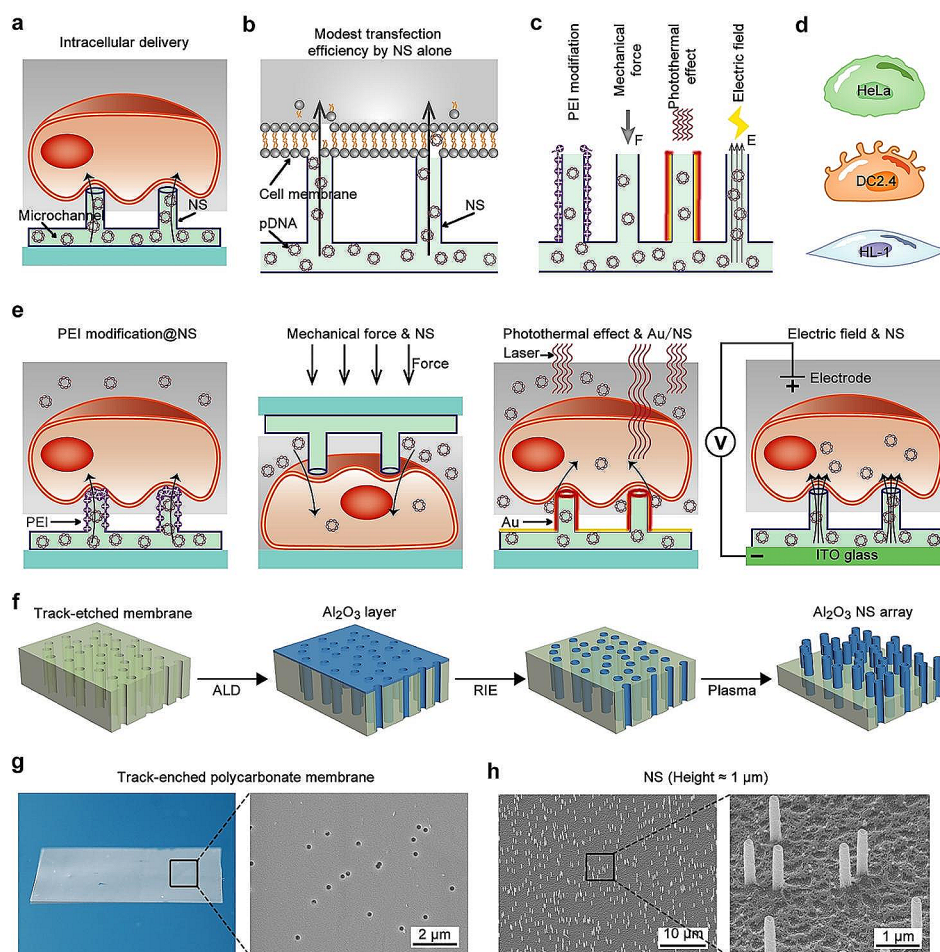 a
Intracellular delivery
Microchannel
NS
b
Modest transfection
efficiency by NS alone
Cell membrane
pDNA
NS
c
PEI modifiation
Mechanical
force
Photothermal
effect
Electric field
F
E
d
HeLa
DC2.4
HL-1
e
PEI modification@NS
PEI
Mechanical force & NS
Force
Photothermal effect & Au/NS
Laser
Au
Electric field & NS
Electrode
+
V
−
ITO glass
f
Track-etched membrane
ALD
Al₂O₃ layer
RIE
Plasma
Al₂O₃ NS array
g
Track-enched polycarbonate membrane
2 µm
h
NS (Height ≈ 1 µm)
10 µm
1 µm